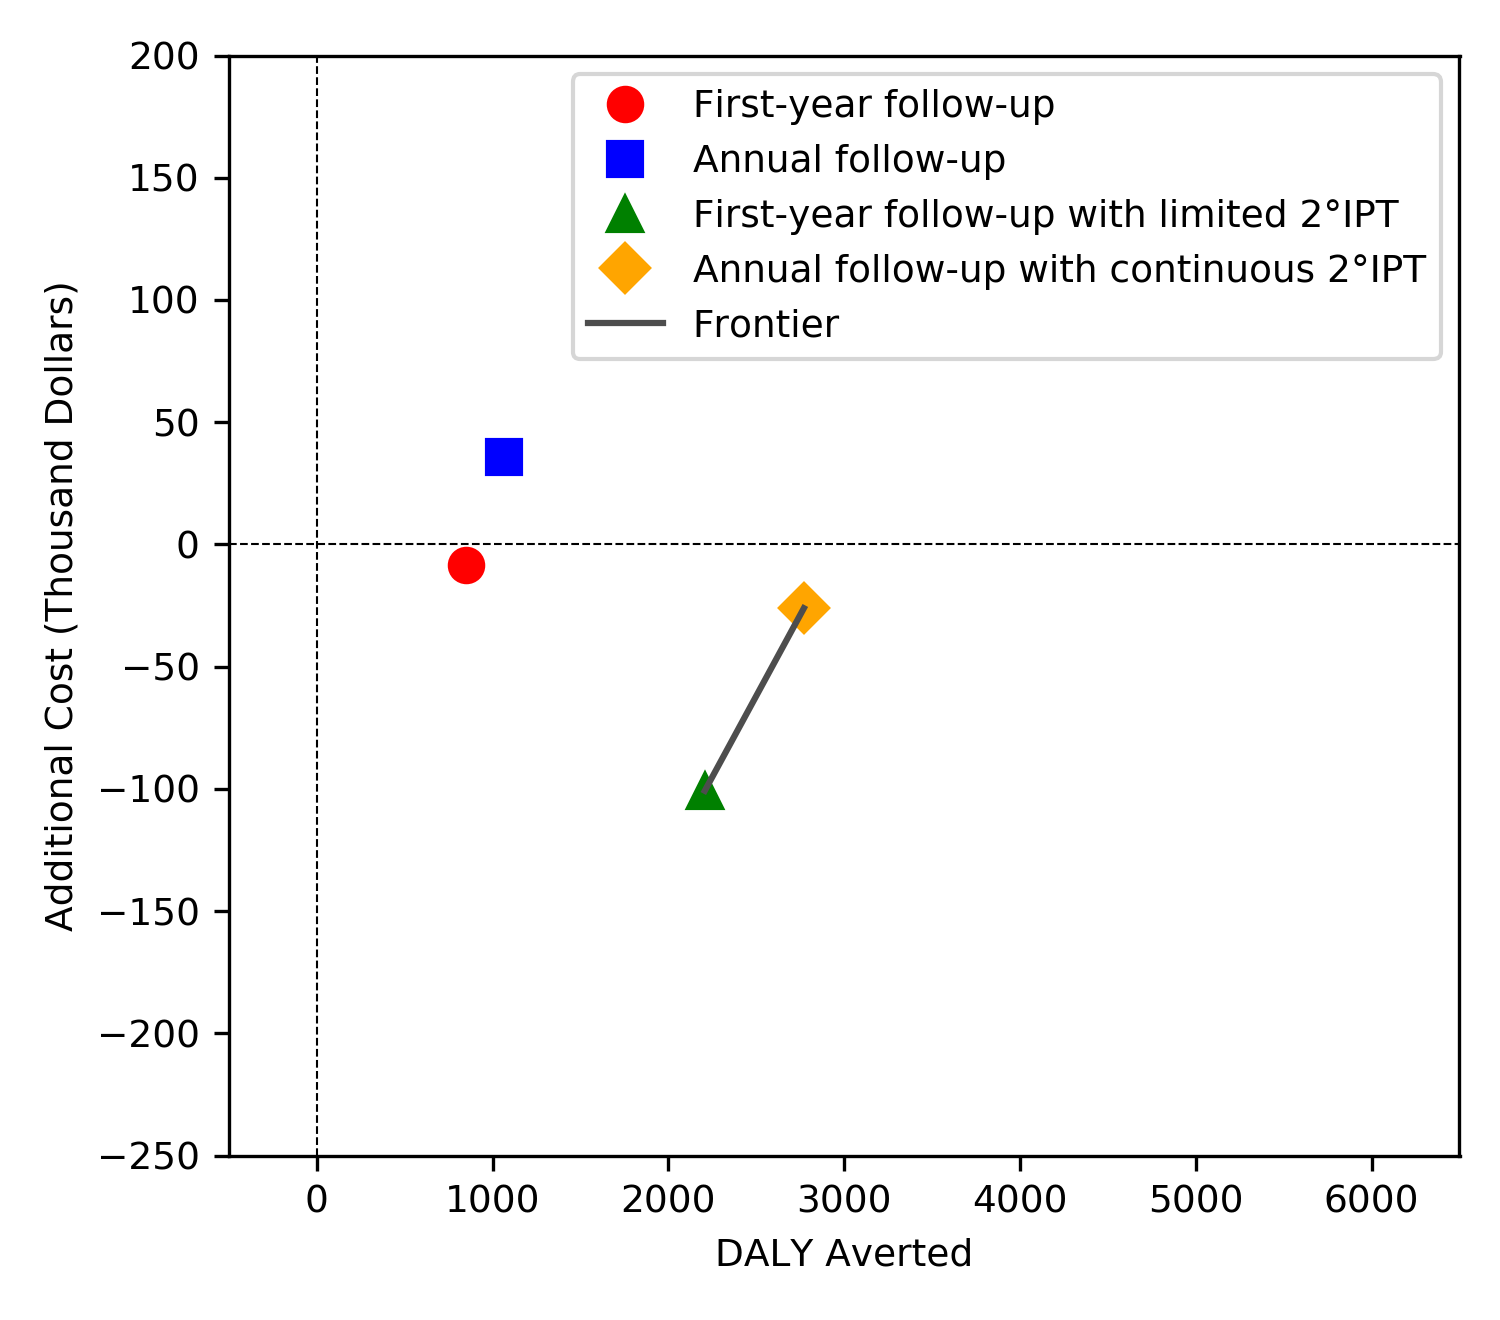 200
150
100
50
0
−50
−100
−150
−200
−250
Additional Cost (Thousand Dollars)
First-year follow-up
Annual follow-up
First-year follow-up with limited 2°IPT
Annual follow-up with continuous 2°IPT
Frontier
0 1000 2000 3000 4000 5000 6000
DALY Averted